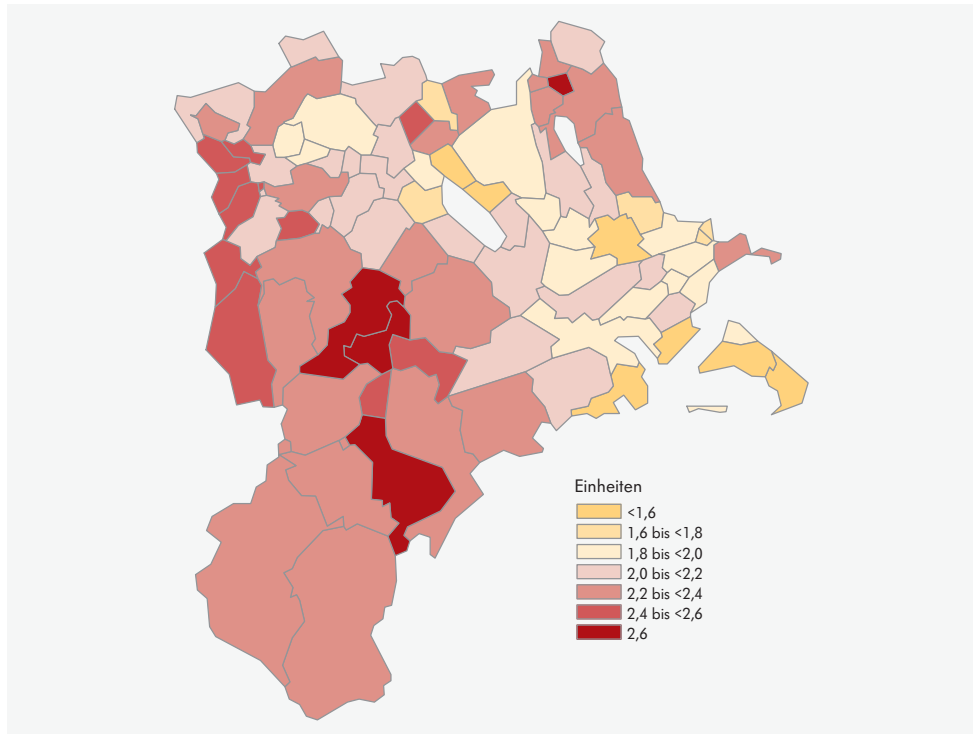 Einheiten
<1,6
1,6 bis <1,8
1,8 bis <2,0
2,0 bis <2,2
2,2 bis <2,4
2,4 bis <2,6
2,6